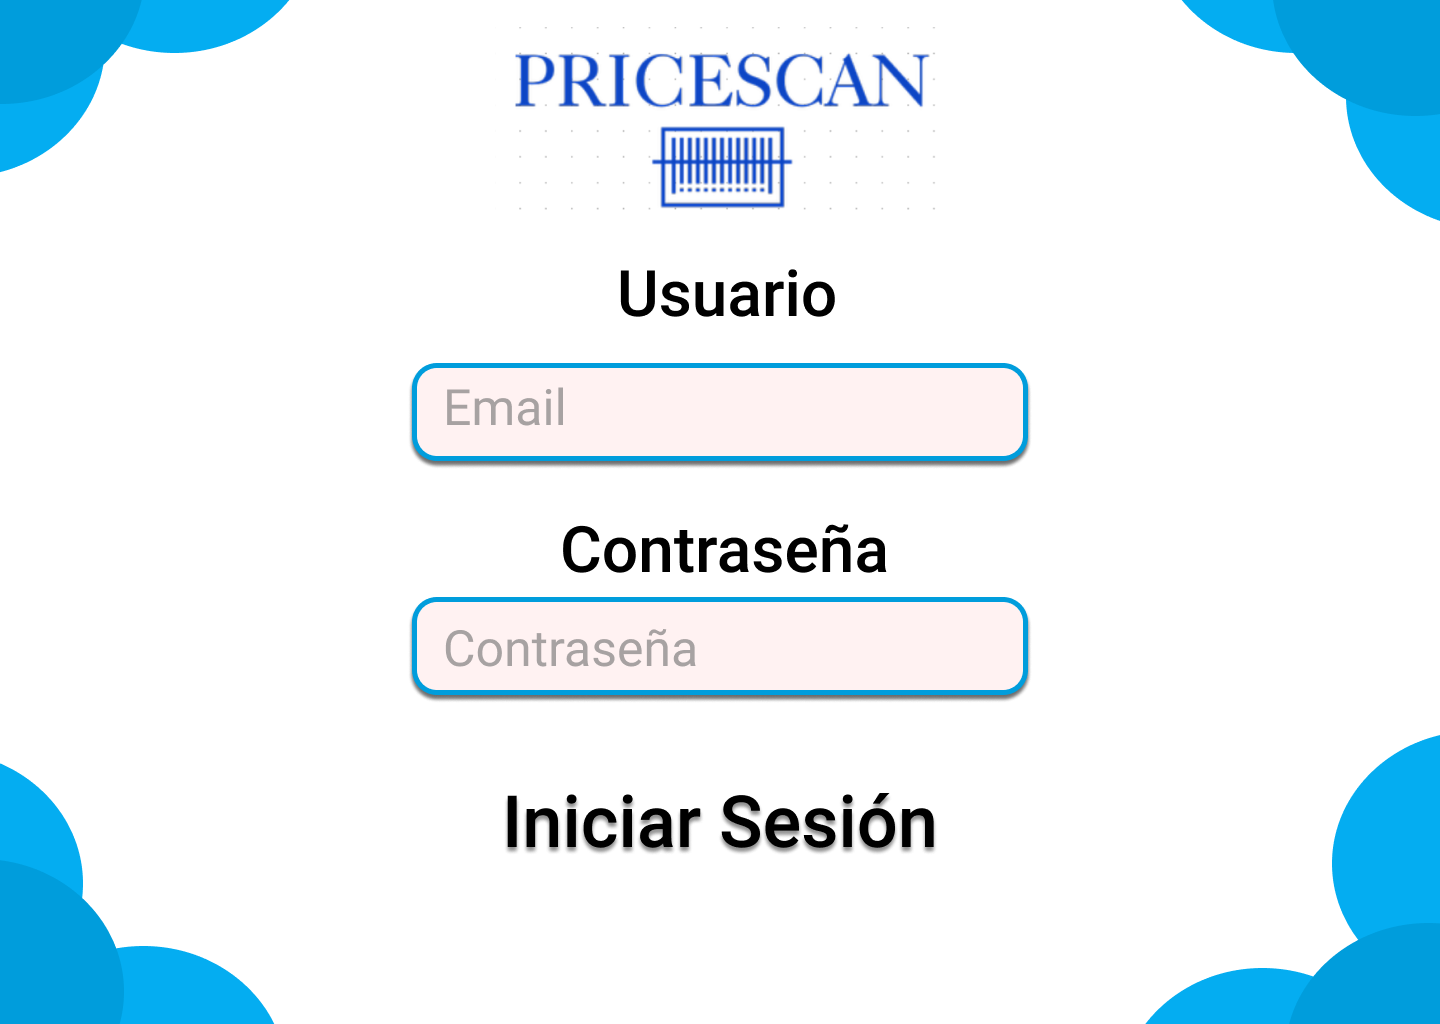 PRICESCAN
Usuario
Email
Contraseña
Contraseña
Iniciar Sesión